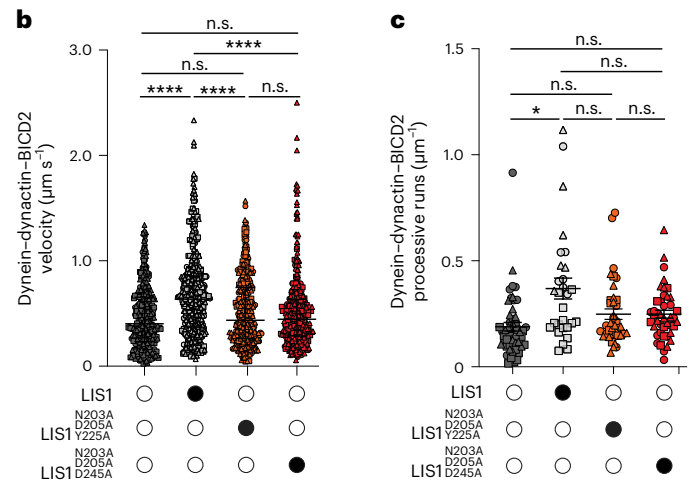 b
n.s.
****
n.s.
**** **** n.s.
3.0
2.0
1.0
0
Dynein–dynactin–BICD2
velocity (µm s⁻¹)
LIS1
LIS1 N203A D205A Y225A
LIS1 N203A D205A D245A
c
n.s.
n.s.
n.s.
* n.s. n.s.
1.5
1.0
0.5
0
Dynein–dynactin–BICD2
processive runs (µm⁻¹)
LIS1
LIS1 N203A D205A Y225A
LIS1 N203A D205A D245A